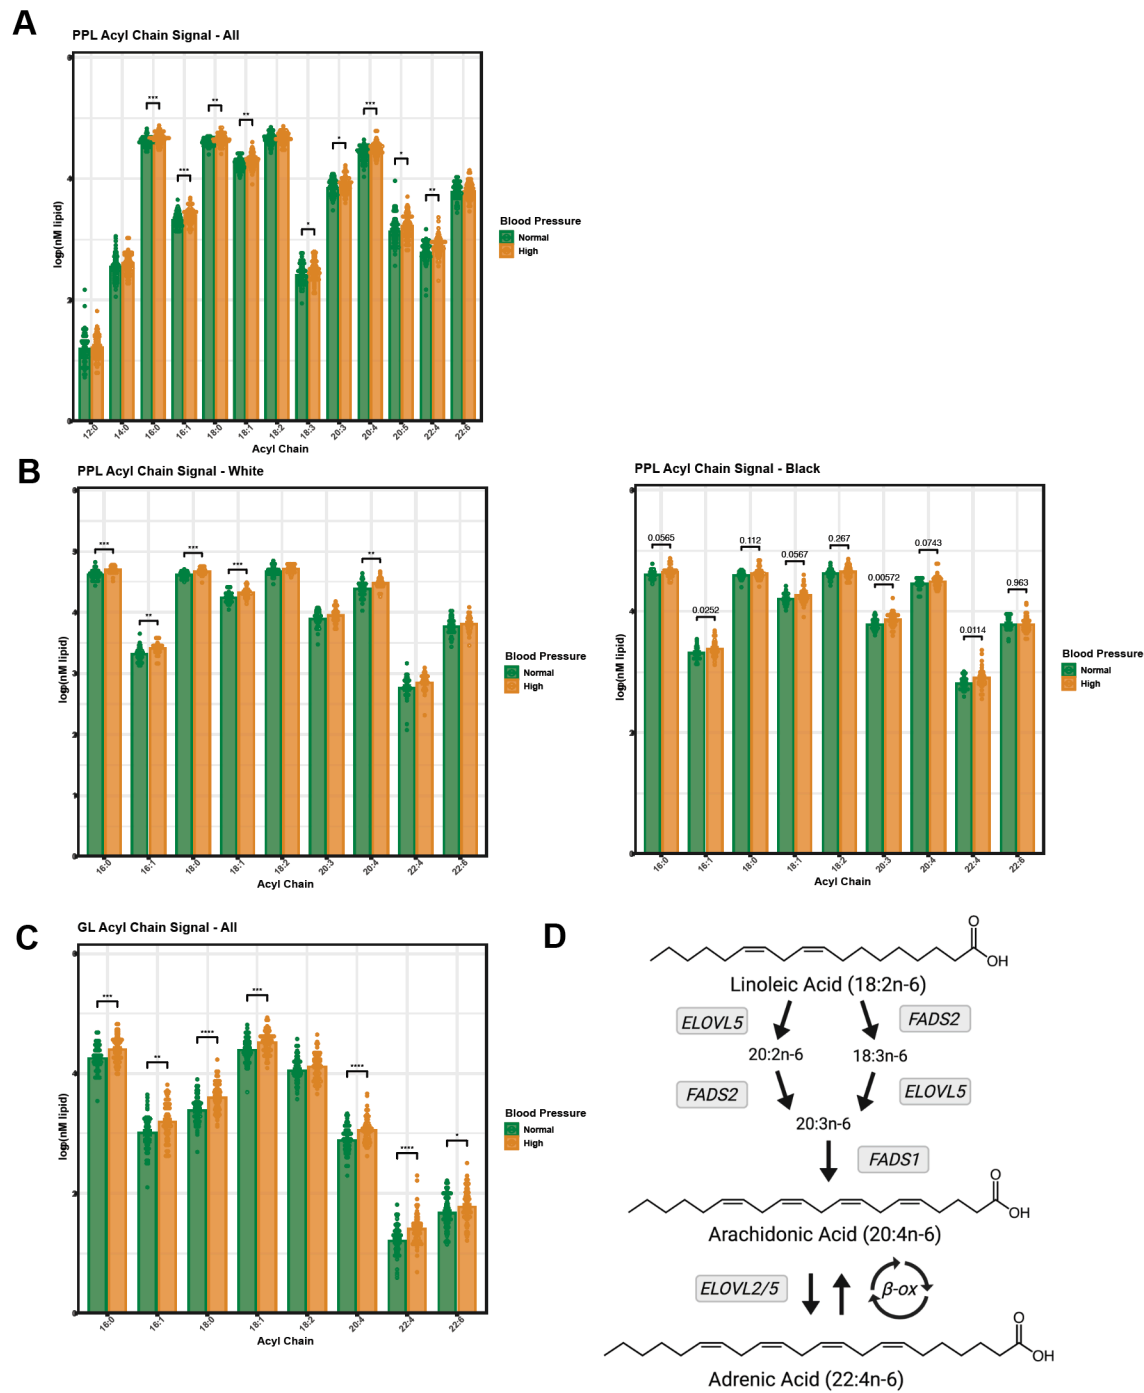 A
PPL Acyl Chain Signal - All
log(nM lipid)
*** *** ** ** * * *** * **
12:0 14:0 16:0 16:1 18:0 18:1 18:2 18:3 20:3 20:4 20:5 22:4 22:6
Acyl Chain
Blood Pressure
Normal
High
B
PPL Acyl Chain Signal - White
log(nM lipid)
*** ** *** *** **
16:0 16:1 18:0 18:1 18:2 20:3 20:4 22:4 22:6
Acyl Chain
Blood Pressure
Normal
High
PPL Acyl Chain Signal - Black
log(nM lipid)
0.0565 0.0252 0.112 0.0567 0.267 0.00572 0.0743 0.0114 0.963
16:0 16:1 18:0 18:1 18:2 20:3 20:4 22:4 22:6
Acyl Chain
Blood Pressure
Normal
High
C
GL Acyl Chain Signal - All
log(nM lipid)
*** ** **** *** **** **** *
16:0 16:1 18:0 18:1 18:2 20:4 22:4 22:6
Acyl Chain
Blood Pressure
Normal
High
D
O
OH
Linoleic Acid (18:2n-6)
ELOVL5 FADS2
20:2n-6 18:3n-6
FADS2 ELOVL5
20:3n-6
FADS1
O
OH
Arachidonic Acid (20:4n-6)
ELOVL2/5 β-ox
O
OH
Adrenic Acid (22:4n-6)